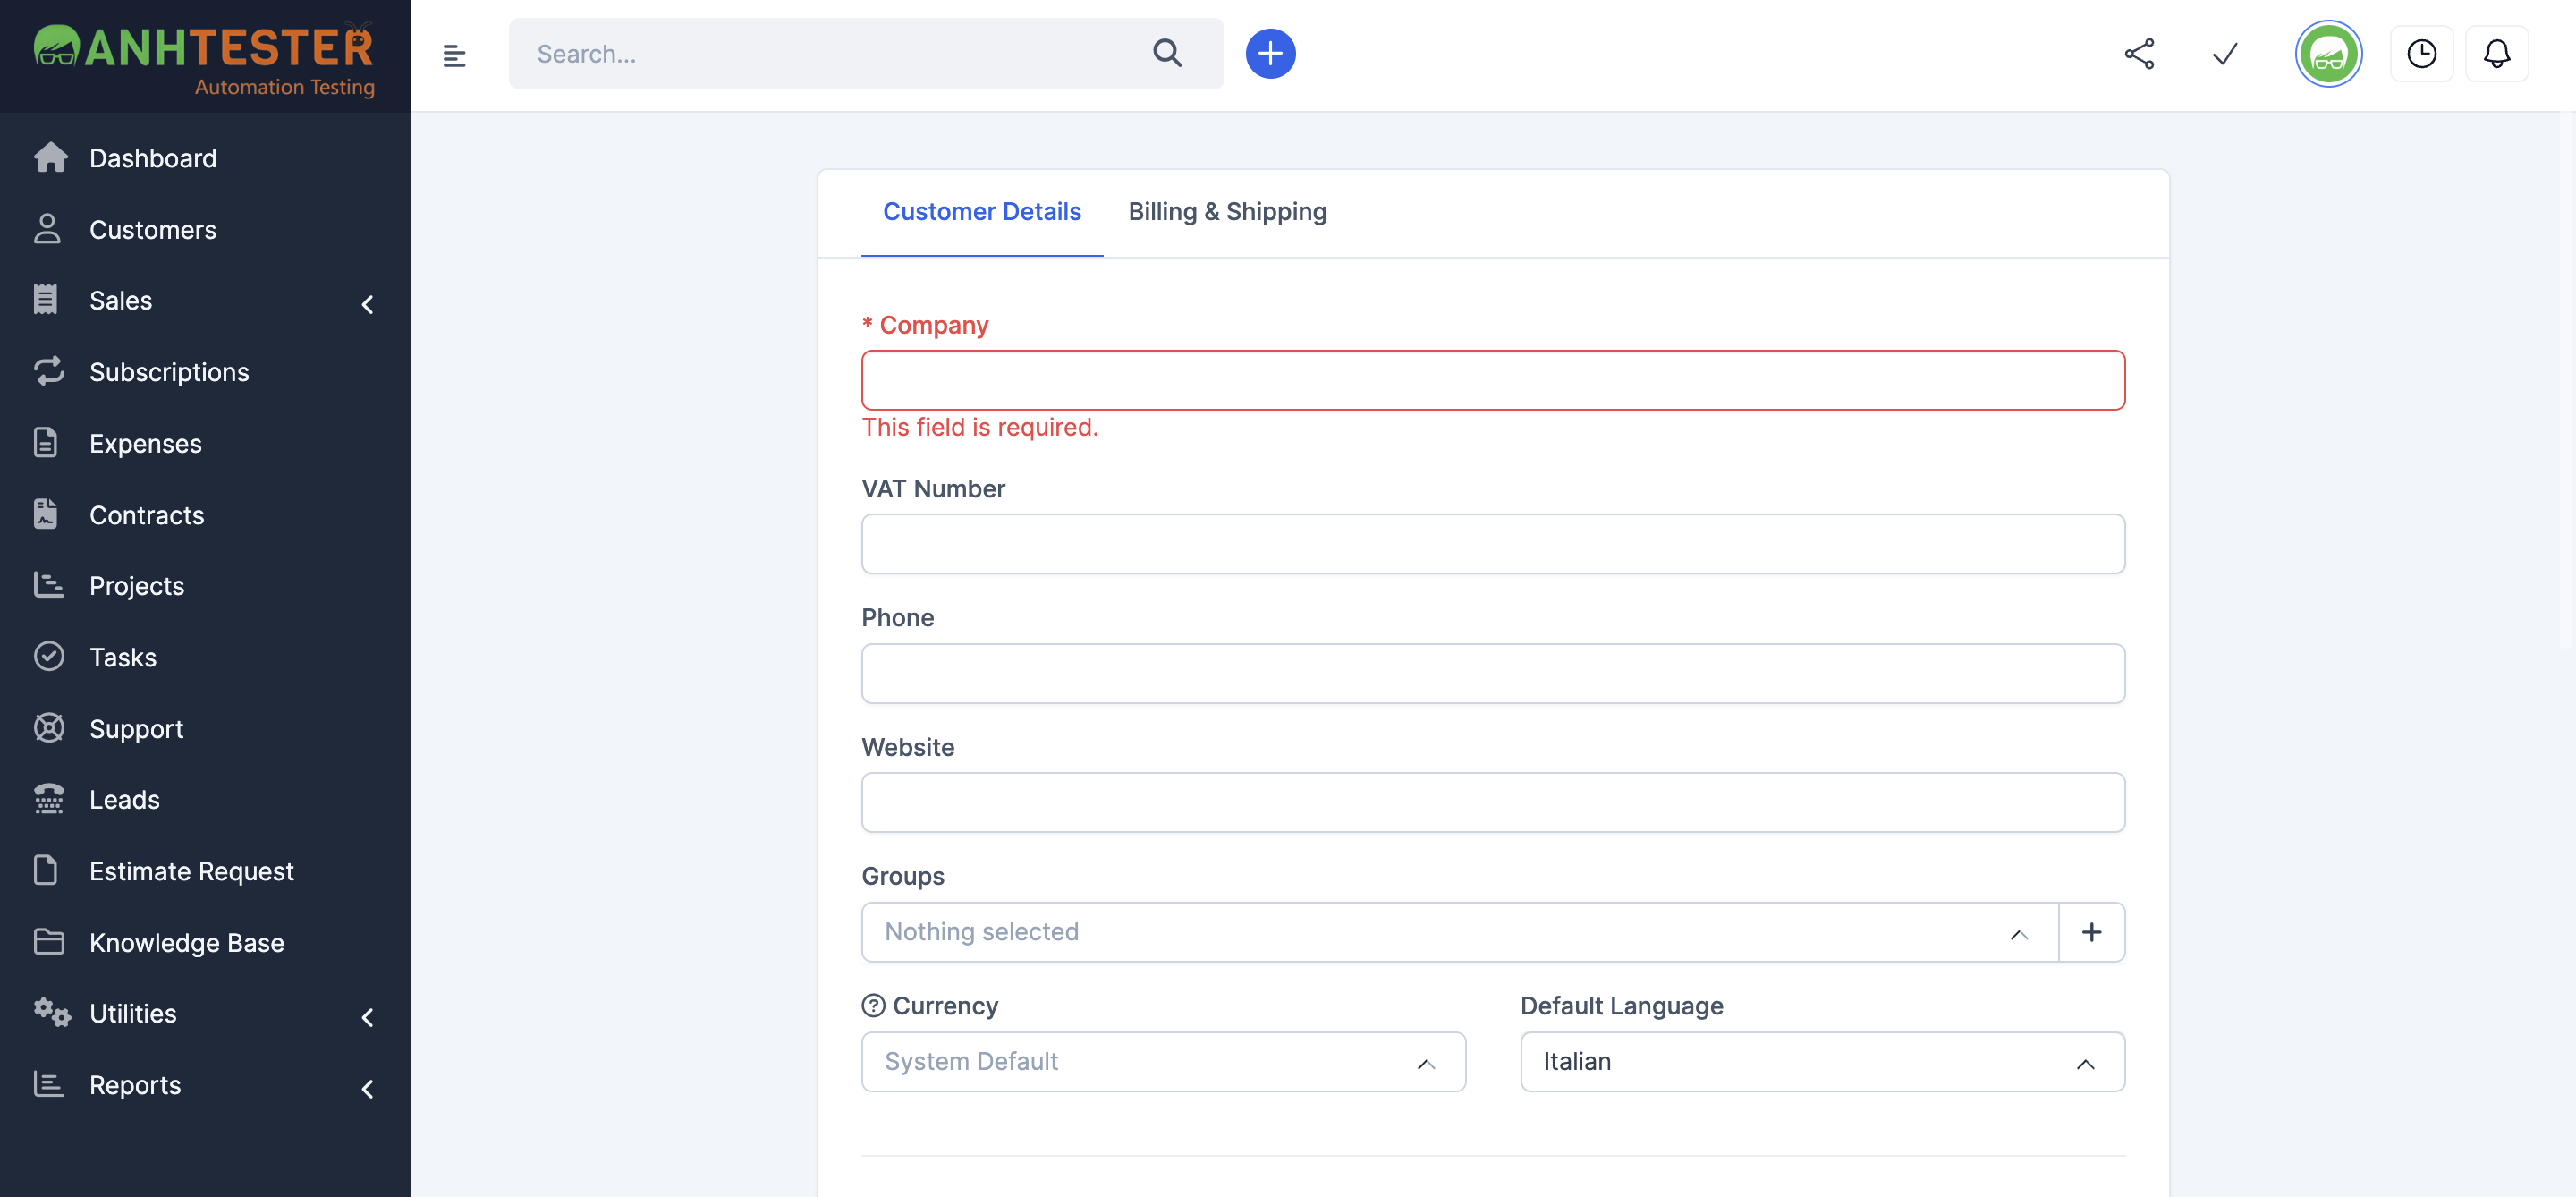 ANHTESTER
Automation Testing
Search...
Dashboard
Customers
Sales
Subscriptions
Expenses
Contracts
Projects
Tasks
Support
Leads
Estimate Request
Knowledge Base
Utilities
Reports
Customer Details
Billing & Shipping
* Company
This field is required.
VAT Number
Phone
Website
Groups
Nothing selected
Currency
System Default
Default Language
Italian